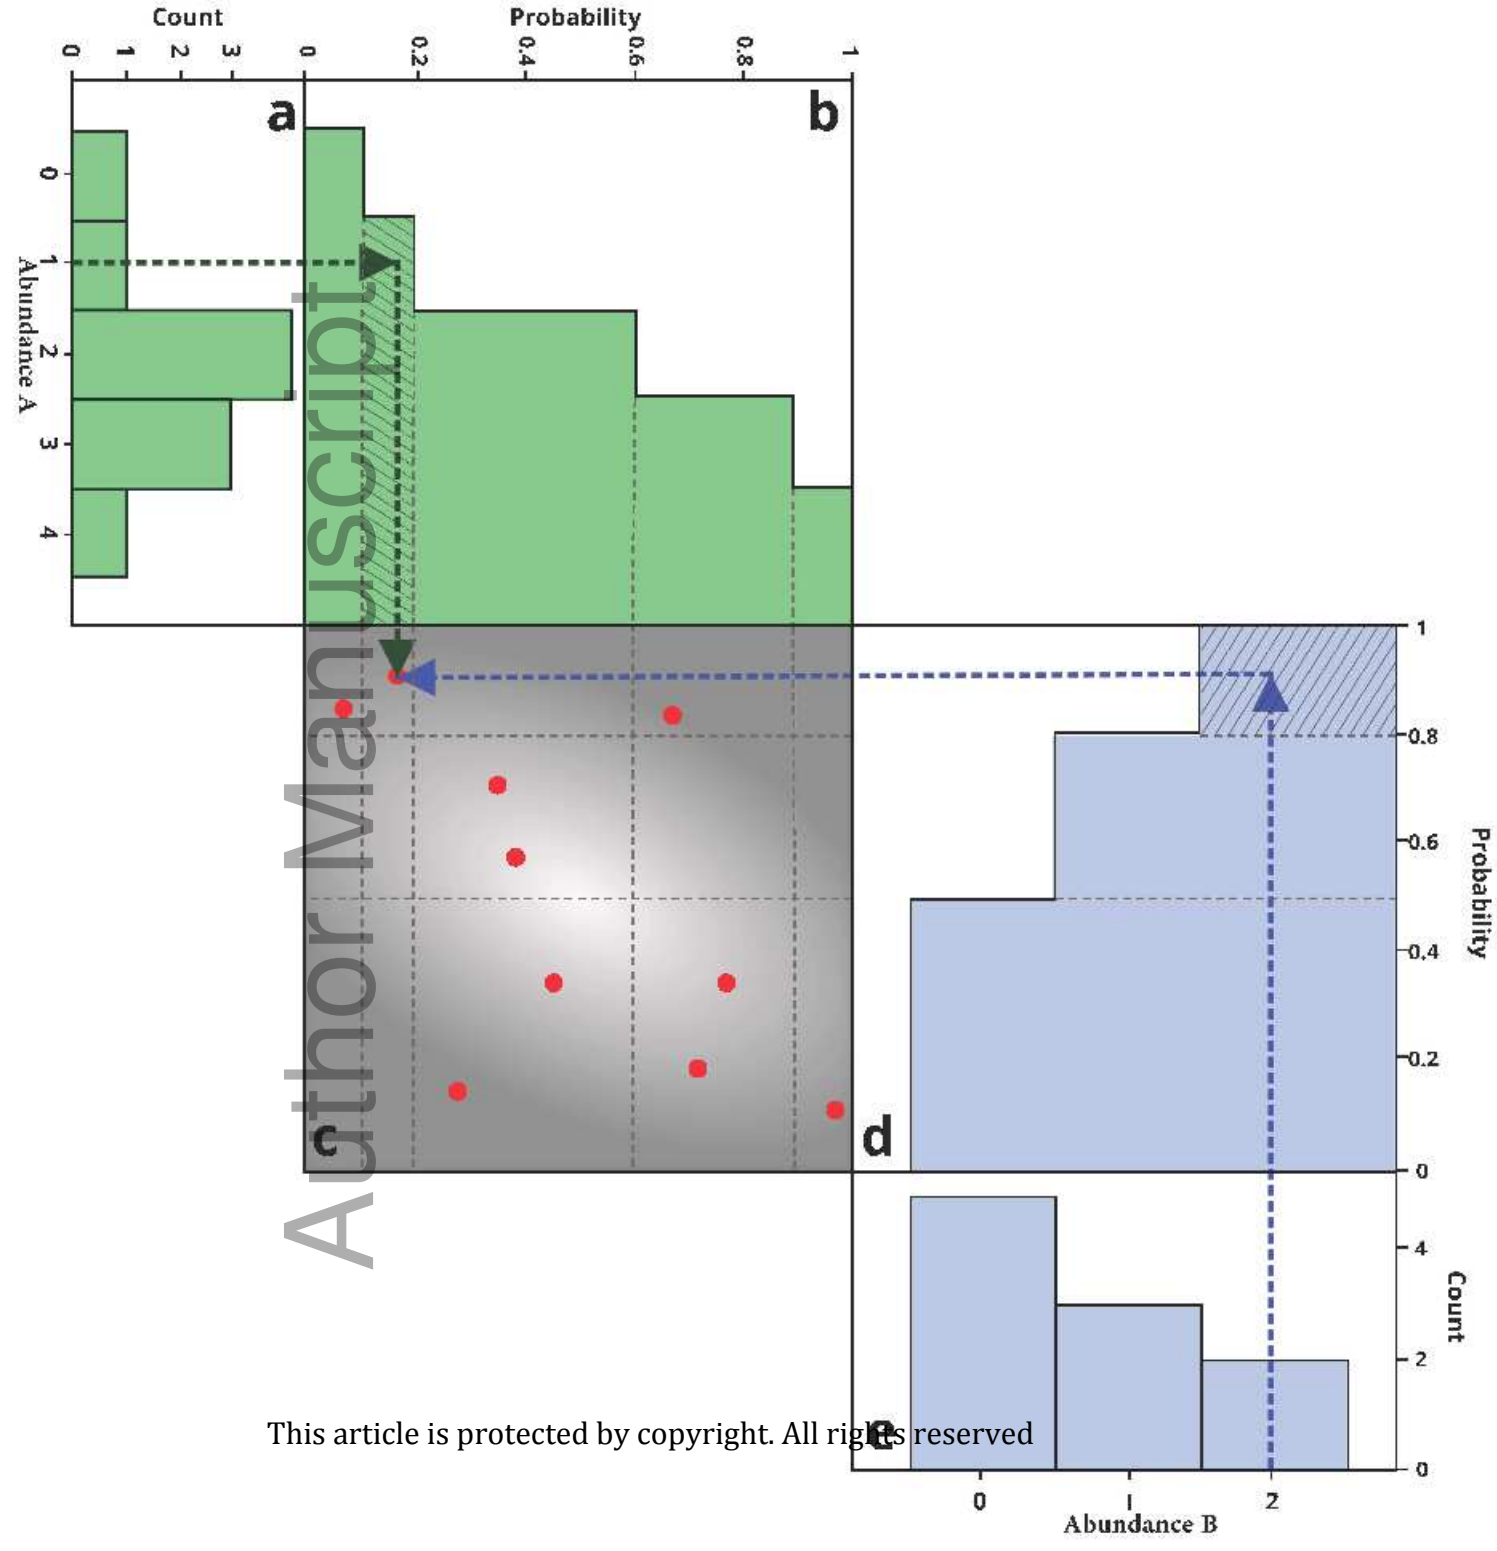 Count
Probability
0 1 2 3
0 0.2 0.4 0.6 0.8 1
a
b
0
1
2
3
4
Abundance A
Author Manuscript
c
d
1
0.8
0.6
0.4
0.2
0
Probability
4
2
0
Count
e
This article is protected by copyright. All rights reserved
0 1 2
Abundance B